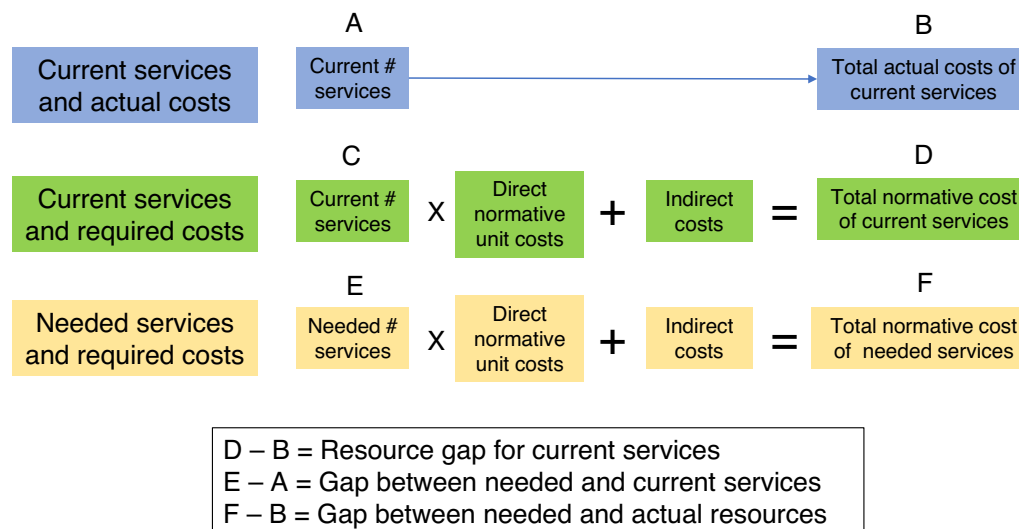 A
B
Current services
and actual costs
Current #
services
Total actual costs of
current services
C
D
Current services
and required costs
Current #
services
X
Direct
normative
unit costs
+
Indirect
costs
=
Total normative cost
of current services
E
F
Needed services
and required costs
Needed #
services
X
Direct
normative
unit costs
+
Indirect
costs
=
Total normative cost
of needed services
D – B = Resource gap for current services
E – A = Gap between needed and current services
F – B = Gap between needed and actual resources